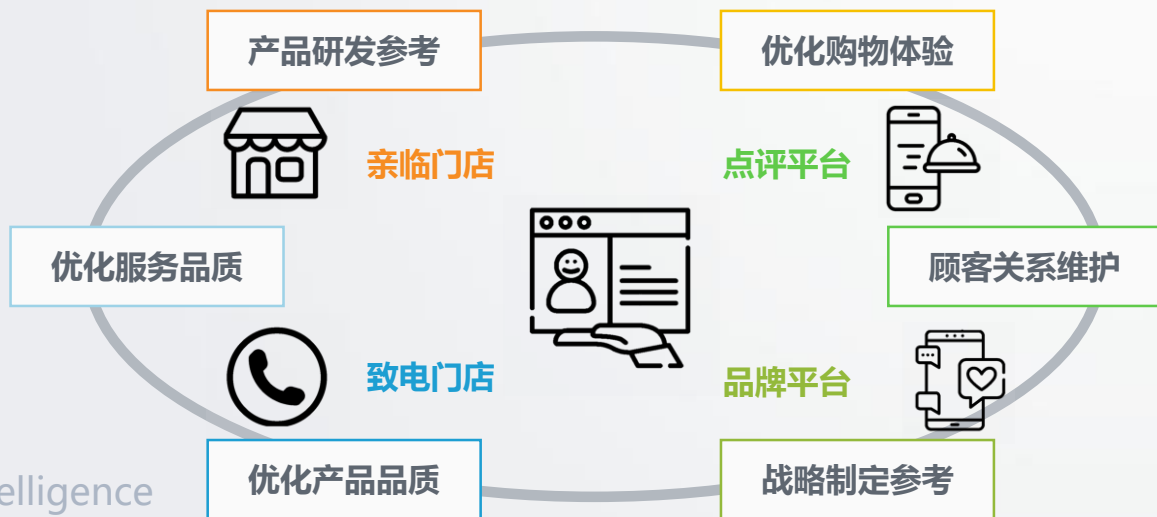 产品研发参考
优化购物体验
亲临门店
点评平台
优化服务品质
顾客关系维护
致电门店
品牌平台
优化产品品质
战略制定参考
elligence